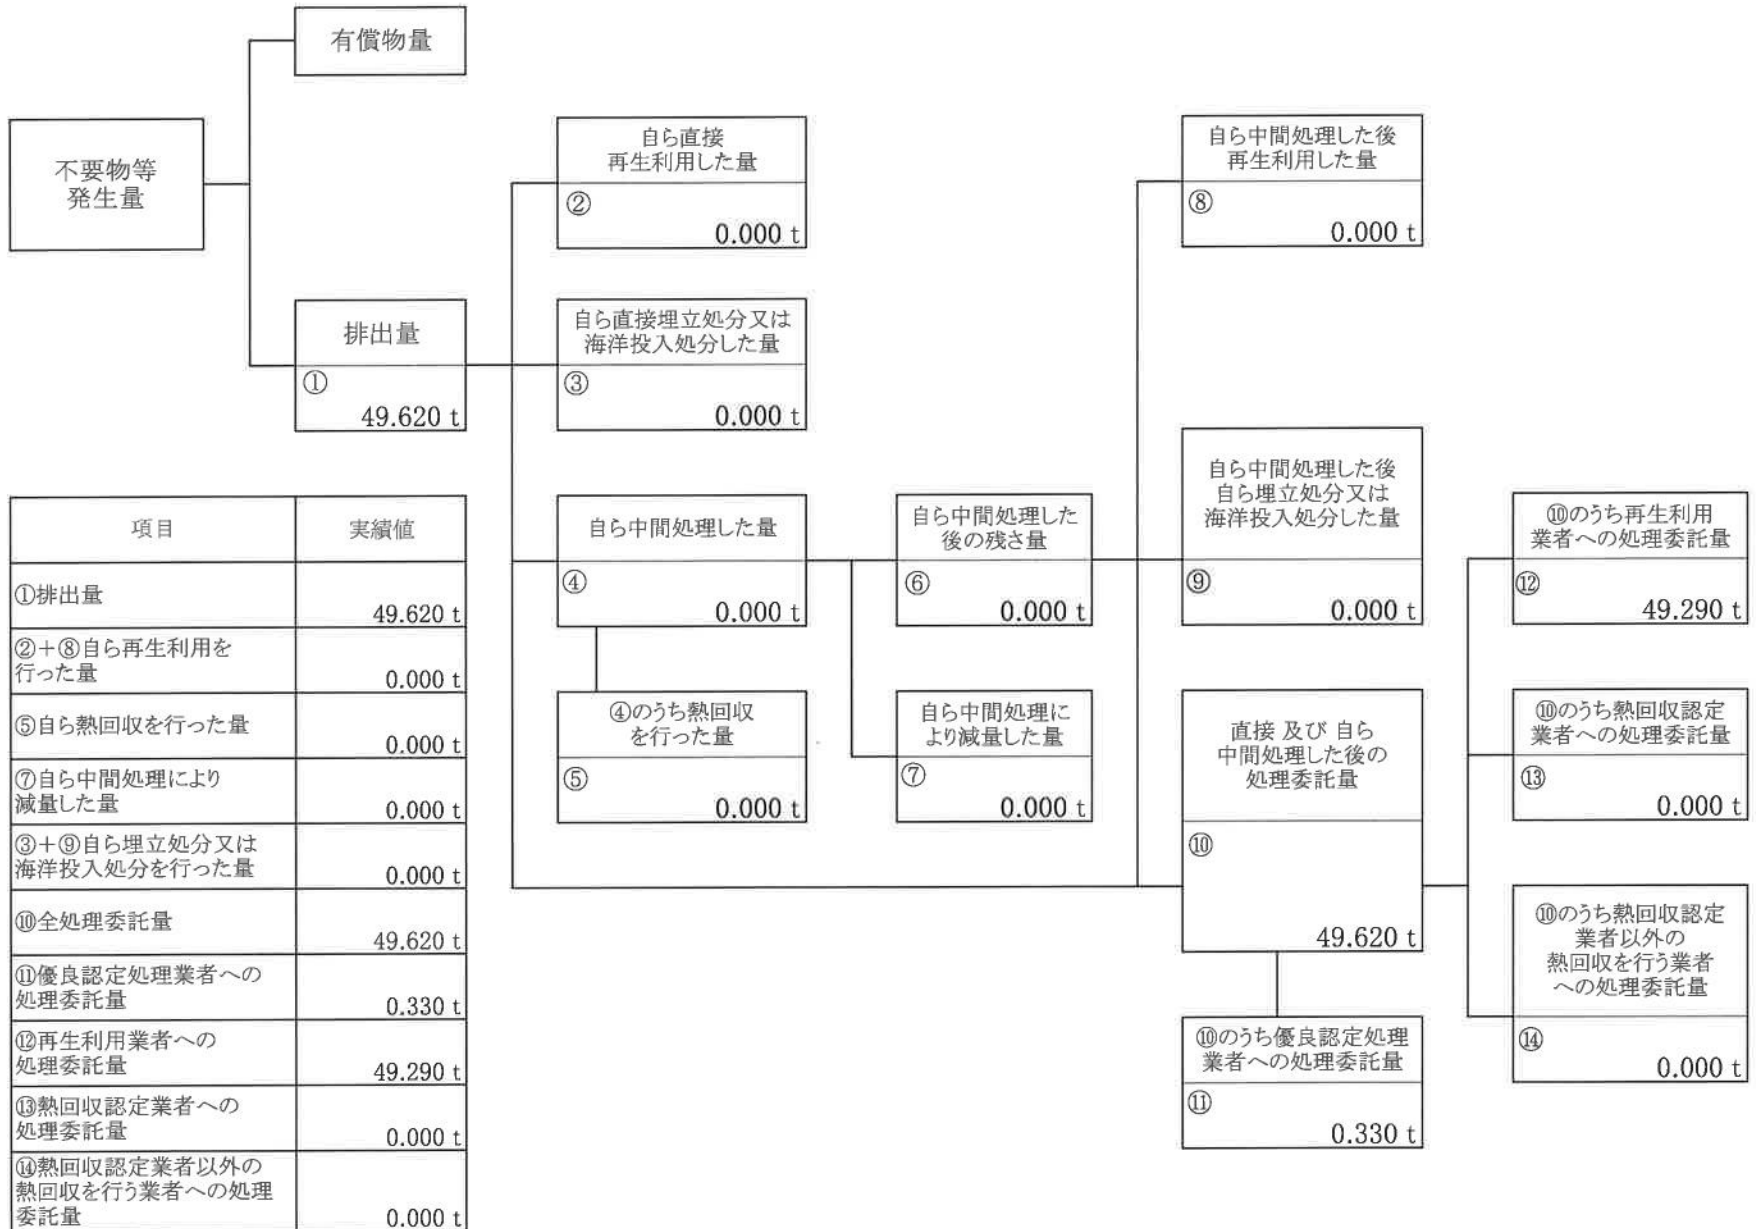 有償物量
不要物等
発生量
排出量
①
49.620 t
自ら直接
再生利用した量
②
0.000 t
自ら直接埋立処分又は
海洋投入処分した量
③
0.000 t
自ら中間処理した量
④
0.000 t
④のうち熱回収
を行った量
⑤
0.000 t
自ら中間処理した
後の残さ量
⑥
0.000 t
自ら中間処理に
より減量した量
⑦
0.000 t
自ら中間処理した後
再生利用した量
⑧
0.000 t
自ら中間処理した後
自ら埋立処分又は
海洋投入処分した量
⑨
0.000 t
直接 及び 自ら
中間処理した後の
処理委託量
⑩
49.620 t
⑩のうち優良認定処理
業者への処理委託量
⑪
0.330 t
⑩のうち再生利用
業者への処理委託量
⑫
49.290 t
⑩のうち熱回収認定
業者への処理委託量
⑬
0.000 t
⑩のうち熱回収認定
業者以外の
熱回収を行う業者
への処理委託量
⑭
0.000 t
項目 実績値
①排出量
49.620 t
②＋⑧自ら再生利用を
行った量
0.000 t
⑤自ら熱回収を行った量
0.000 t
⑦自ら中間処理により
減量した量
0.000 t
③＋⑨自ら埋立処分又は
海洋投入処分を行った量
0.000 t
⑩全処理委託量
49.620 t
⑪優良認定処理業者への
処理委託量
0.330 t
⑫再生利用業者への
処理委託量
49.290 t
⑬熱回収認定業者への
処理委託量
0.000 t
⑭熱回収認定業者以外の
熱回収を行う業者への処理
委託量
0.000 t